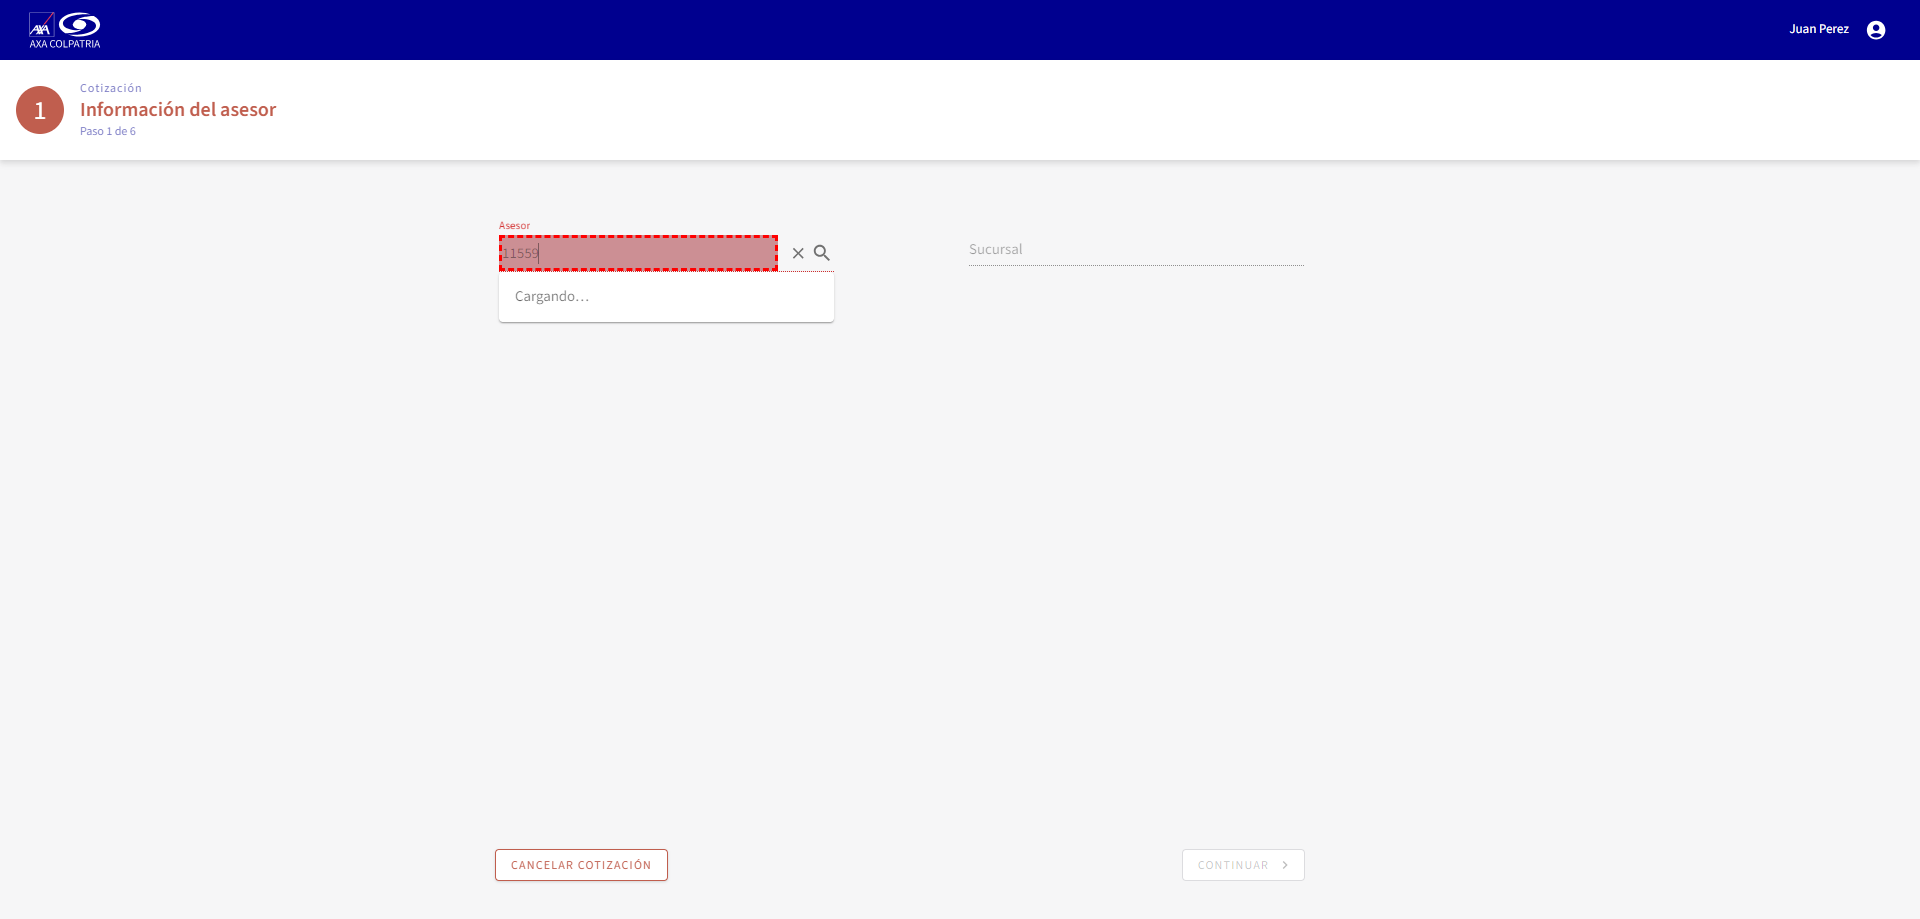 AXA
AXA COLPATRIA
Juan Perez
1
Cotización
Información del asesor
Paso 1 de 6
Asesor
11559
Sucursal
Cargando...
CANCELAR COTIZACIÓN
CONTINUAR